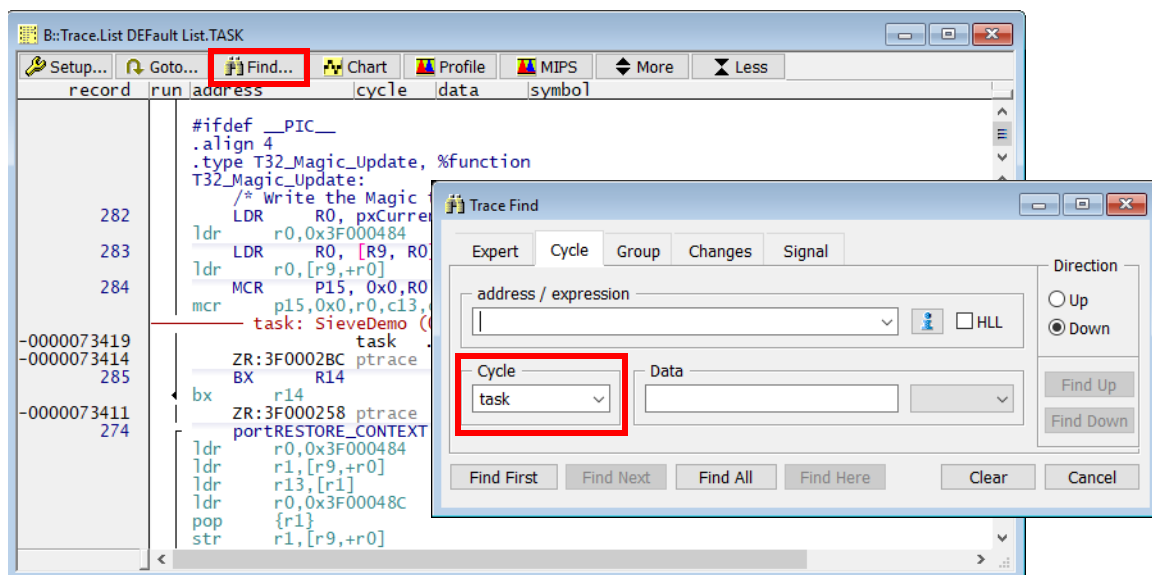 B::Trace.List DEFault List.TASK
Setup... Goto... Find... Chart Profile MIPS More Less
record run address cycle data symbol
#ifdef __PIC__
.align 4
.type T32_Magic_Update, %function
T32_Magic_Update:
/* Write the Magic
282 LDR R0, pxCurre
ldr r0,0x3F000484
283 LDR R0, [R9, R0]
ldr r0,[r9,+r0]
284 MCR P15, 0x0,R0
mcr p15,0x0,r0,c13,
task: SieveDemo (
-0000073419 task .
-0000073414 ZR:3F0002BC ptrace
285 BX R14
bx r14
-0000073411 ZR:3F000258 ptrace
274 portRESTORE_CONTEXT
ldr r0,0x3F000484
ldr r1,[r9,+r0]
ldr r13,[r1]
ldr r0,0x3F00048C
pop {r1}
str r1,[r9,+r0]
Trace Find
Expert Cycle Group Changes Signal
address / expression
HLL
Direction
Up
Down
Cycle
task
Data
Find Up
Find Down
Find First Find Next Find All Find Here Clear Cancel